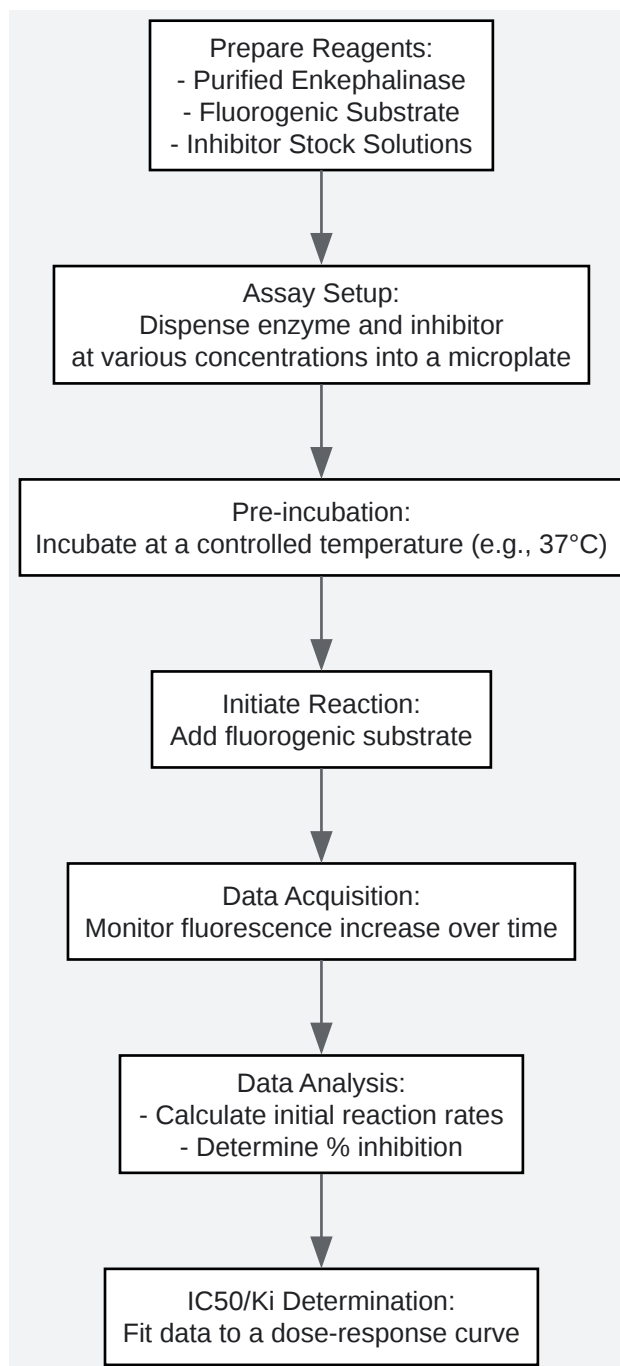 Prepare Reagents:
- Purified Enkephalinase
- Fluorogenic Substrate
- Inhibitor Stock Solutions
Assay Setup:
Dispense enzyme and inhibitor
at various concentrations into a microplate
Pre-incubation:
Incubate at a controlled temperature (e.g., 37°C)
Initiate Reaction:
Add fluorogenic substrate
Data Acquisition:
Monitor fluorescence increase over time
Data Analysis:
- Calculate initial reaction rates
- Determine % inhibition
IC50/Ki Determination:
Fit data to a dose-response curve